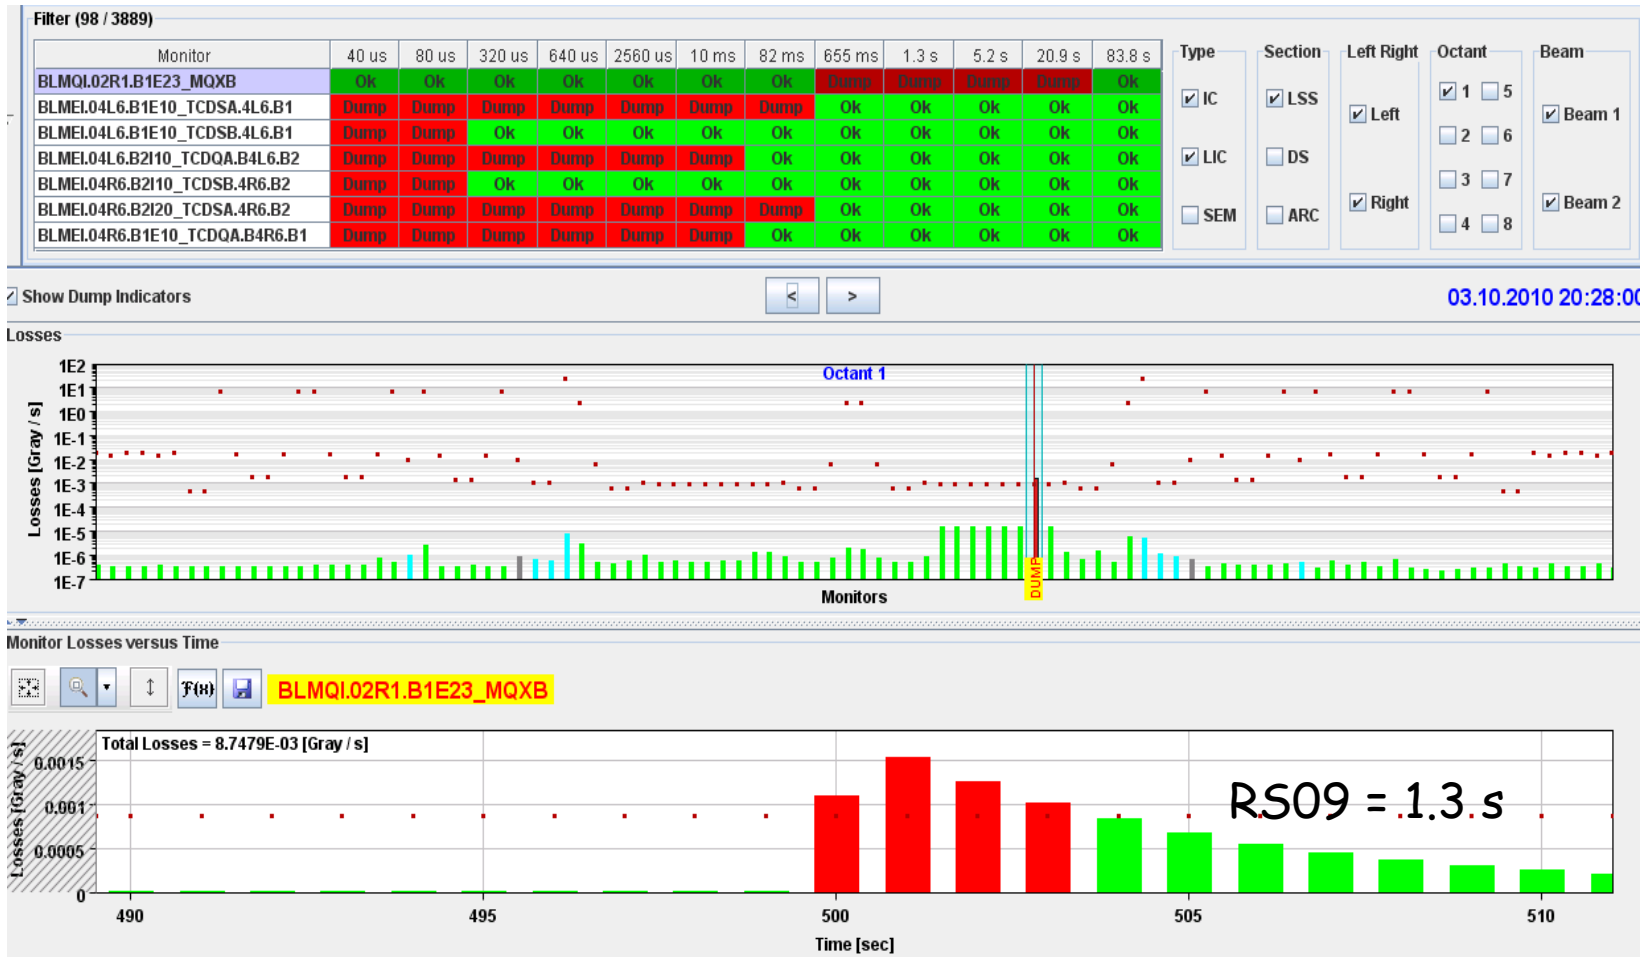 Filter (98 / 3889)
Monitor 40 us 80 us 320 us 640 us 2560 us 10 ms 82 ms 655 ms 1.3 s 5.2 s 20.9 s 83.8 s
BLMQI.02R1.B1E23_MQXB Ok Ok Ok Ok Ok Ok Ok Dump Dump Dump Dump Ok
BLMEI.04L6.B1E10_TCDSA.4L6.B1 Dump Dump Dump Dump Dump Dump Dump Ok Ok Ok Ok Ok
BLMEI.04L6.B1E10_TCDSB.4L6.B1 Dump Dump Ok Ok Ok Ok Ok Ok Ok Ok Ok Ok
BLMEI.04L6.B2I10_TCDQA.B4L6.B2 Dump Dump Dump Dump Dump Dump Ok Ok Ok Ok Ok Ok
BLMEI.04R6.B2I10_TCDSB.4R6.B2 Dump Dump Ok Ok Ok Ok Ok Ok Ok Ok Ok Ok
BLMEI.04R6.B2I20_TCDSA.4R6.B2 Dump Dump Dump Dump Dump Dump Dump Ok Ok Ok Ok Ok
BLMEI.04R6.B1E10_TCDQA.B4R6.B1 Dump Dump Dump Dump Dump Dump Ok Ok Ok Ok Ok Ok
Type Section Left Right Octant Beam
IC LSS Left 1 5 Beam 1
2 6
LIC DS
3 7
Right Beam 2
SEM ARC 4 8
Show Dump Indicators < > 03.10.2010 20:28:00
Losses
Octant 1
Losses [Gray / s]
1E2
1E1
1E0
1E-1
1E-2
1E-3
1E-4
1E-5
1E-6
1E-7
DUMP
Monitors
Monitor Losses versus Time
F(x) BLMQI.02R1.B1E23_MQXB
Total Losses = 8.7479E-03 [Gray / s]
Losses [Gray / s]
0.0015
0.001
0.0005
0
RS09 = 1.3 s
490 495 500 505 510
Time [sec]